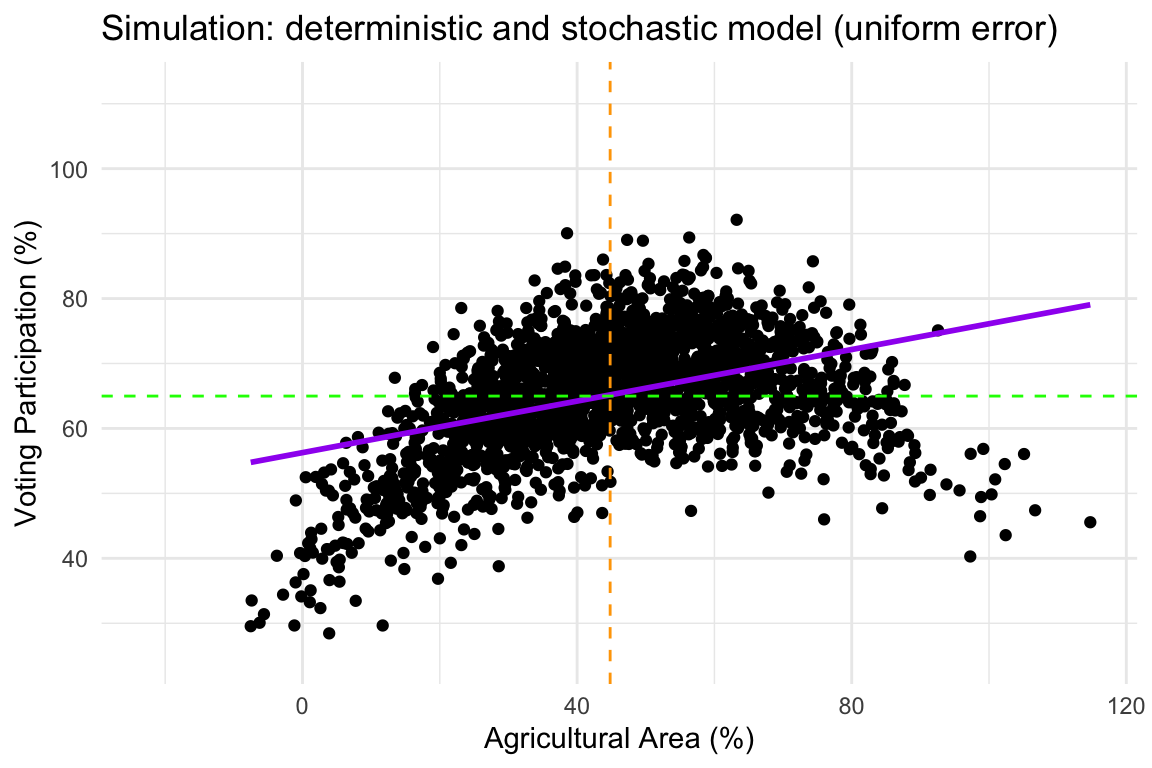 Simulation: deterministic and stochastic model (uniform error)
Voting Participation (%)
100
80
60
40
0
40
80
120
Agricultural Area (%)